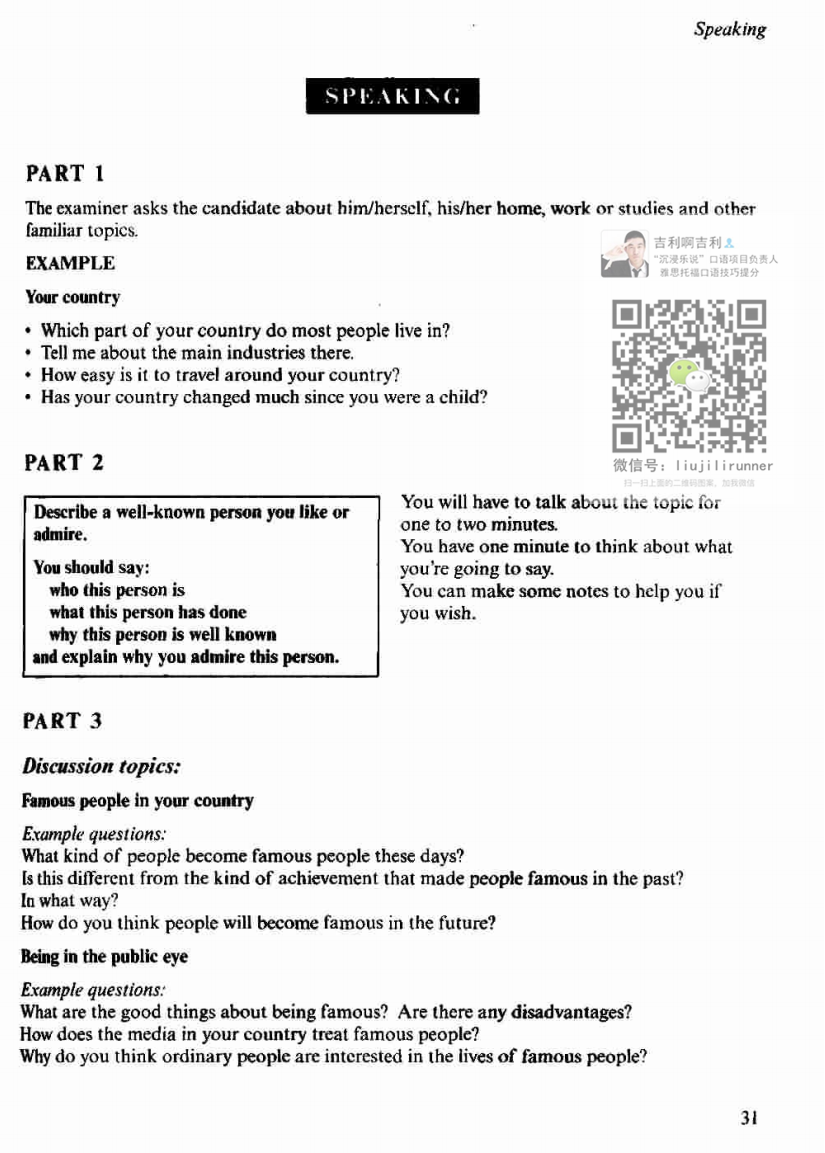 Speaking
SPEAKING
PART 1
The examiner asks the candidate about him/herself, his/her home, work or studies and other
familiar topics.
EXAMPLE
Your country
• Which part of your country do most people live in?
• Tell me about the main industries there.
• How easy is it to travel around your country?
• Has your country changed much since you were a child?
吉利啊吉利
“沉浸乐说”口语项目负责人
雅思托福口语技巧提分
微信号：liujilirunner
扫一扫上面的二维码图案，加我微信
PART 2
Describe a well-known person you like or
admire.
You should say:
who this person is
what this person has done
why this person is well known
and explain why you admire this person.
You will have to talk about the topic for
one to two minutes.
You have one minute to think about what
you're going to say.
You can make some notes to help you if
you wish.
PART 3
Discussion topics:
Famous people in your country
Example questions:
What kind of people become famous people these days?
Is this different from the kind of achievement that made people famous in the past?
In what way?
How do you think people will become famous in the future?
Being in the public eye
Example questions:
What are the good things about being famous? Are there any disadvantages?
How does the media in your country treat famous people?
Why do you think ordinary people are interested in the lives of famous people?
31